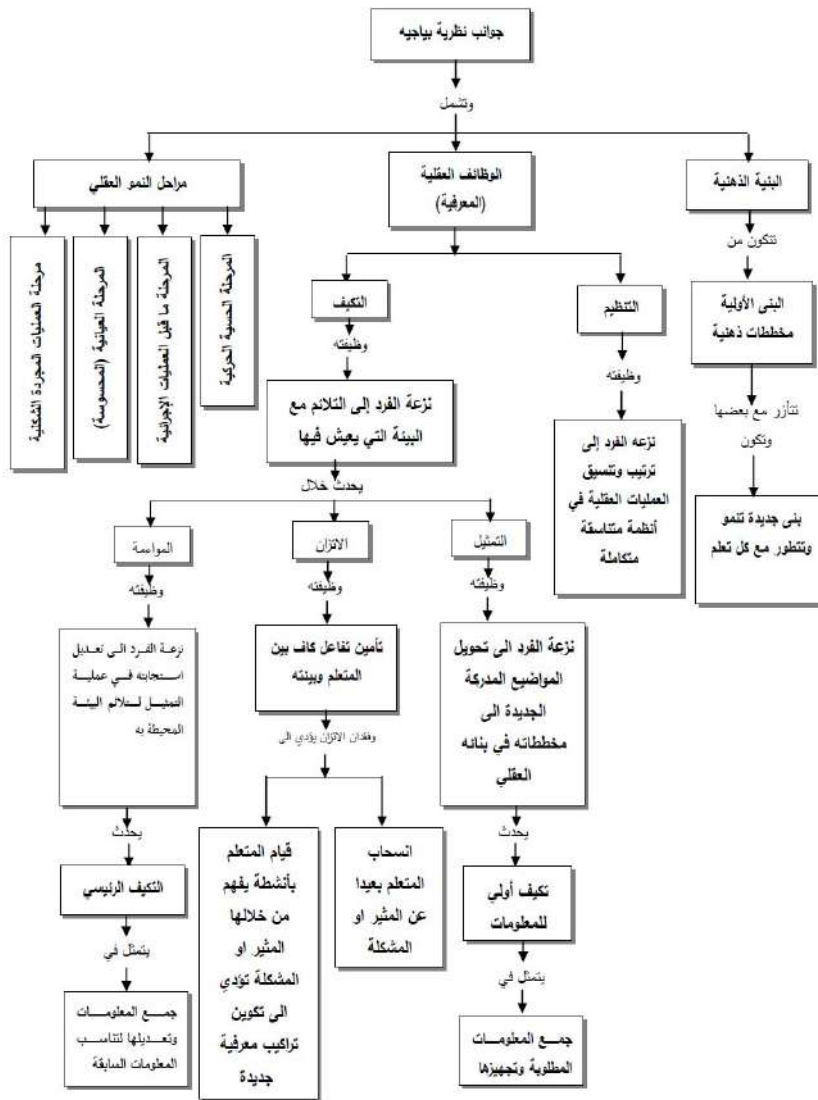 جوانب نظرية بياجيه
وتشمل
البنية الذهنية
الوظائف العقلية
(المعرفية)
مراحل النمو العقلي
تتكون من
البنى الأولية
مخططات ذهنية
تتأزر مع بعضها
وتكون
بنى جديدة تنمو
وتتطور مع كل تعلم
التنظيم
وظيفته
نزعه الفرد إلى
ترتيب وتنسيق
العمليات العقلية في
أنظمة متناسقة
متكاملة
التكيف
وظيفته
نزعة الفرد إلى التلائم مع
البيئة التي يعيش فيها
يحدث خلال
المرحلة الحسية الحركية
المرحلة ما قبل العمليات الإجرائية
المرحلة العيانية (المحسوسة)
مرحلة العمليات المجردة الشكلية
التمثيل
وظيفته
نزعة الفرد الى تحويل
المواضيع المدركة
الجديدة الى
مخططاته في بنائه
العقلي
يحدث
تكيف أولي
للمعلومات
يتمثل في
جمع المعلومات
المطلوبة وتجهيزها
الاتزان
وظيفته
تأمين تفاعل كاف بين
المتعلم وبيئته
وفقدان الاتزان يؤدي الى
انسحاب
المتعلم بعيدا
عن المثير او
المشكلة
قيام المتعلم
بأنشطة يفهم
من خلالها
المثير او
المشكلة تؤدي
الى تكوين
تراكيب معرفية
جديدة
المواءمة
وظيفته
نزعة الفرد الى تعديل
استجابته في عملية
التمثيل لتلائم البيئة
المحيطة به
يحدث
التكيف الرئيسي
يتمثل في
جمع المعلومات
وتعديلها لتناسب
المعلومات السابقة